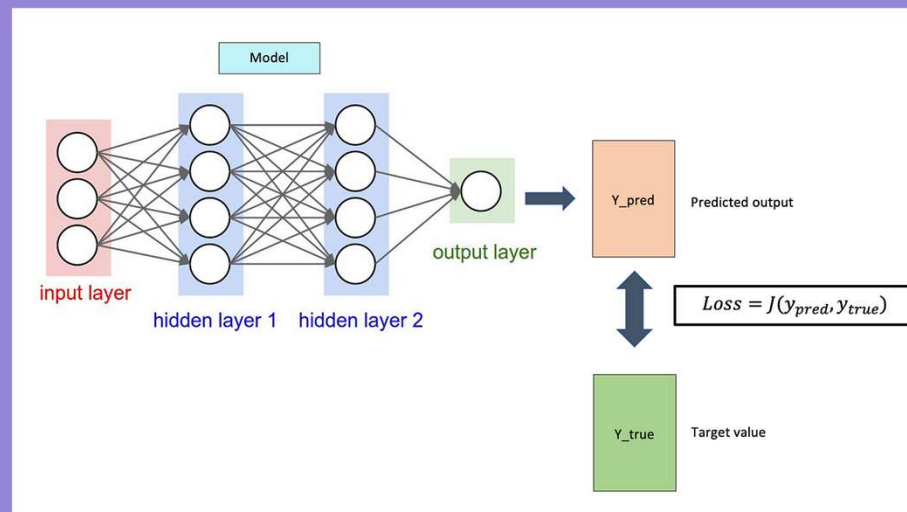 Model
input layer
hidden layer 1
hidden layer 2
output layer
Y_pred
Predicted output
Loss = J(y_pred, y_true)
Y_true
Target value